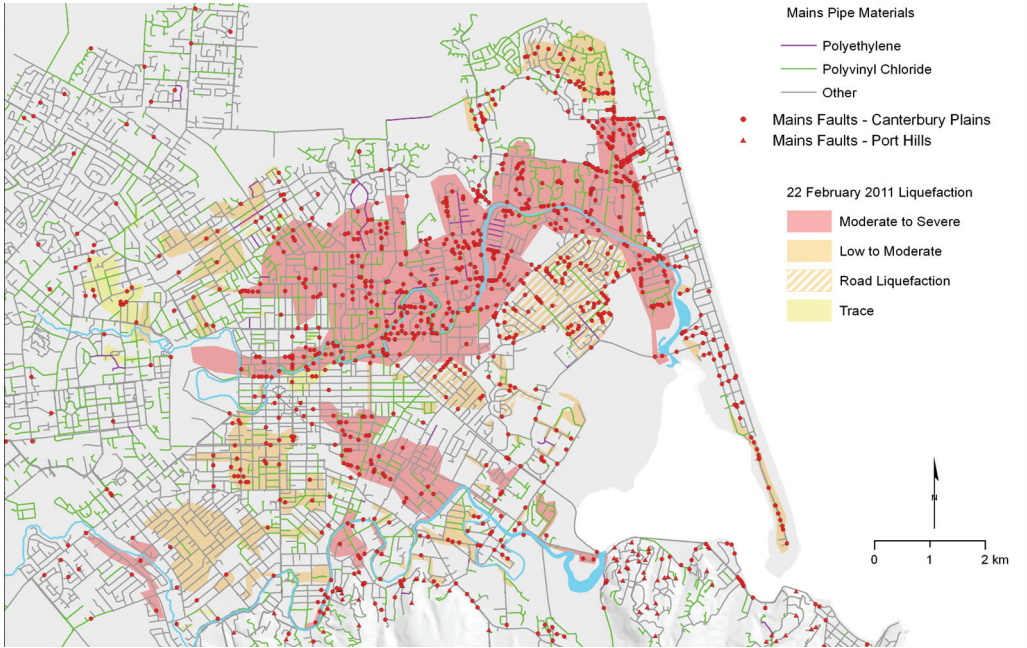 Mains Pipe Materials
Polyethylene
Polyvinyl Chloride
Other
Mains Faults - Canterbury Plains
Mains Faults - Port Hills
22 February 2011 Liquefaction
Moderate to Severe
Low to Moderate
Road Liquefaction
Trace
N
0 1 2 km